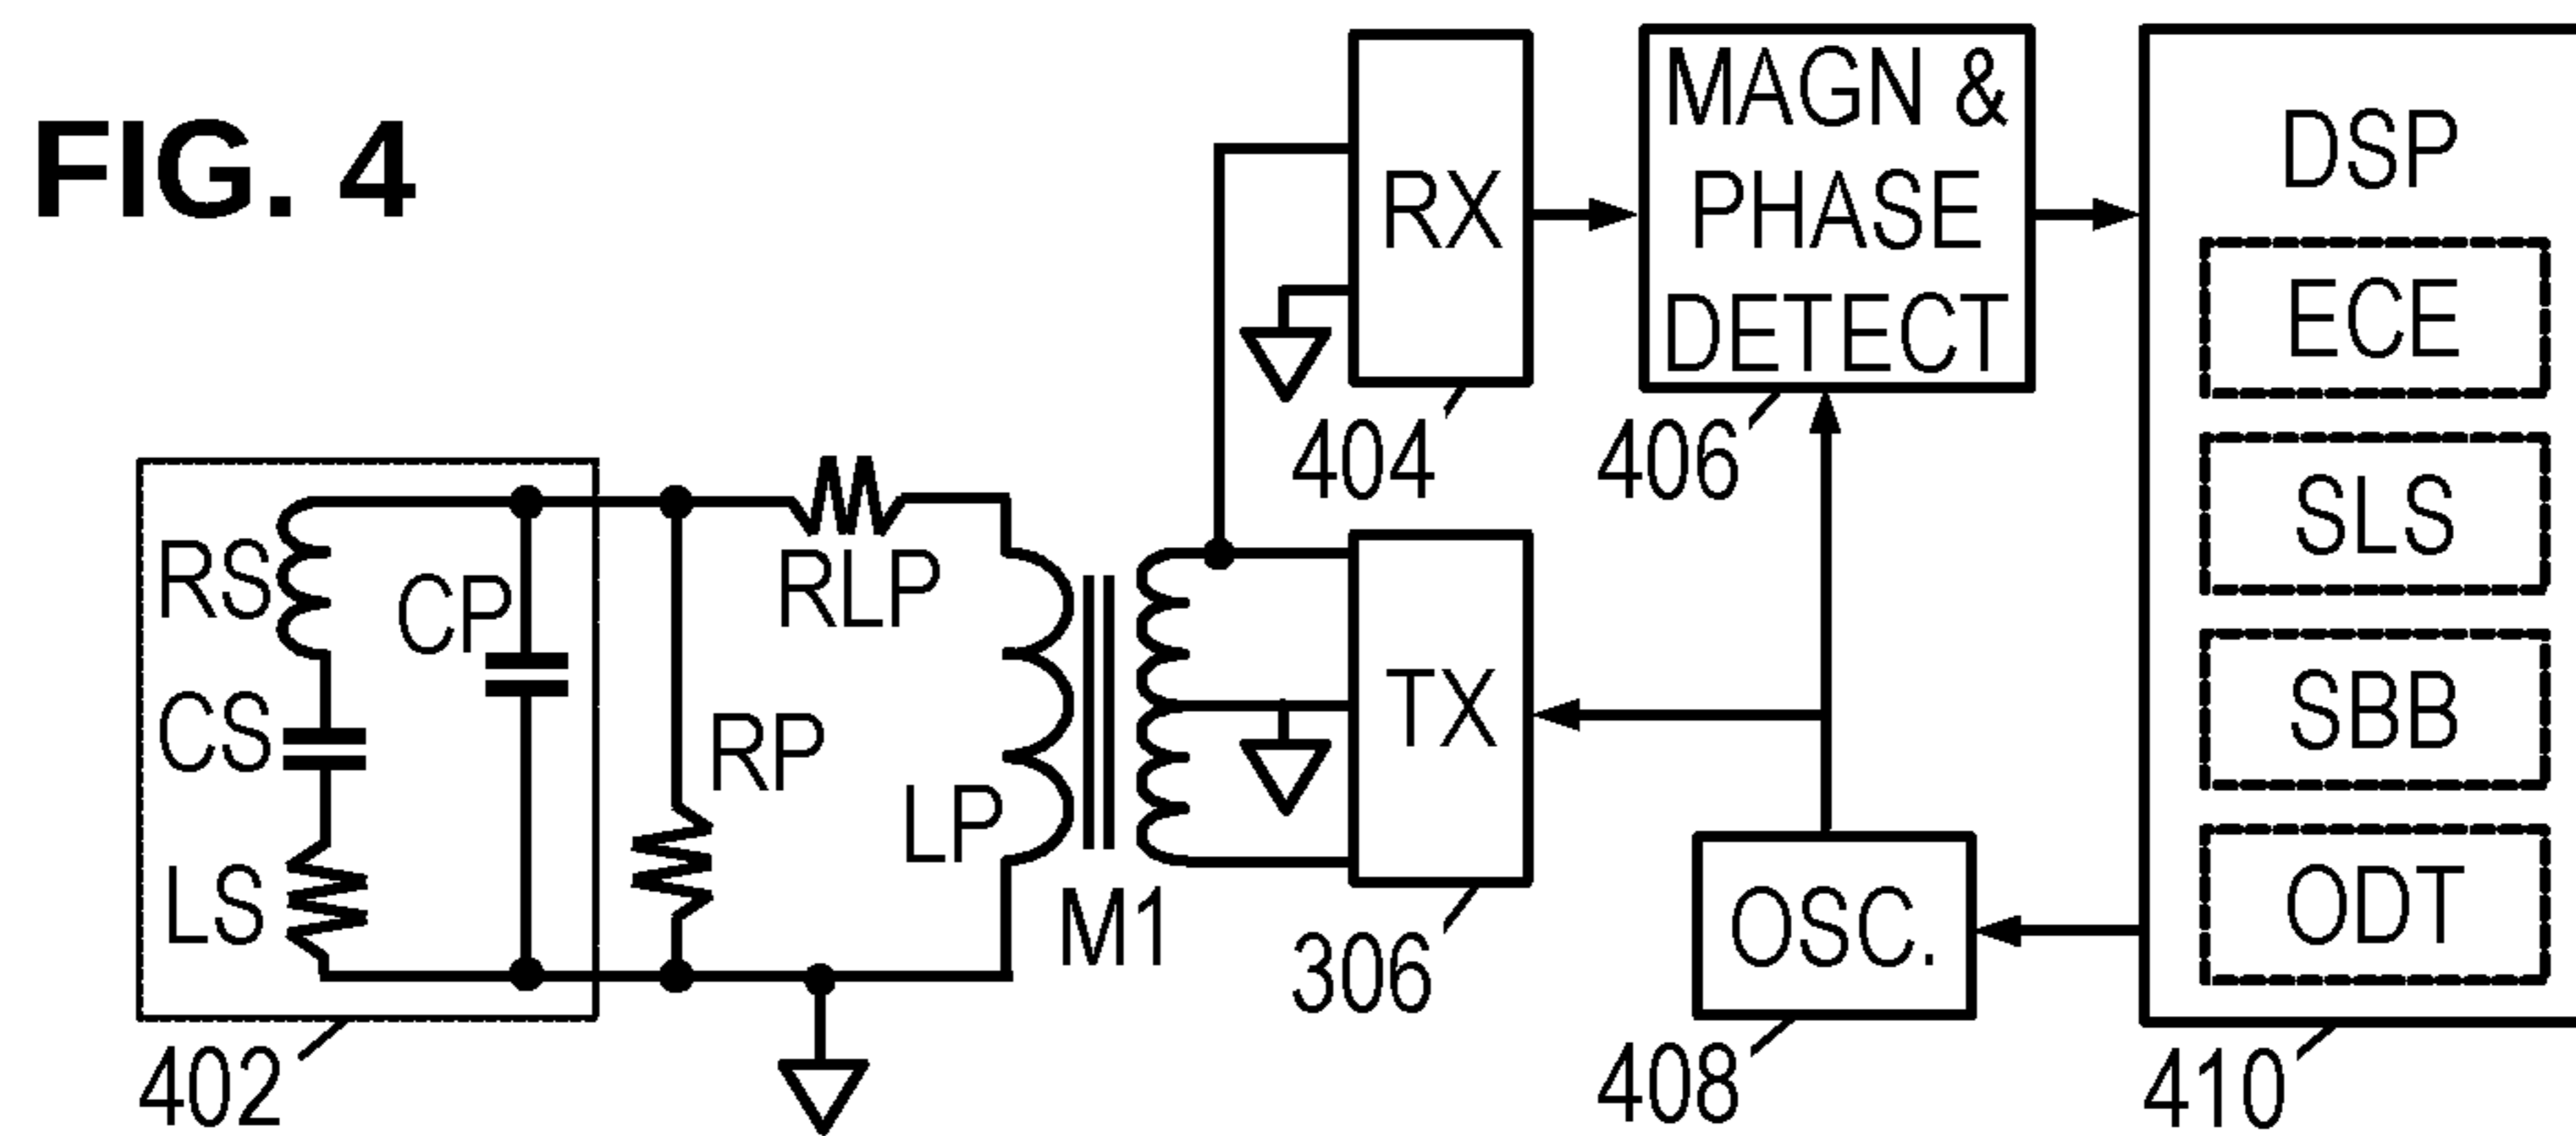 FIG. 4
RX
MAGN &
PHASE
DETECT
DSP
ECE
SLS
SBB
ODT
404
406
RS
CP
RLP
CS
RP
TX
LS
LP
M1
306
OSC.
402
408
410